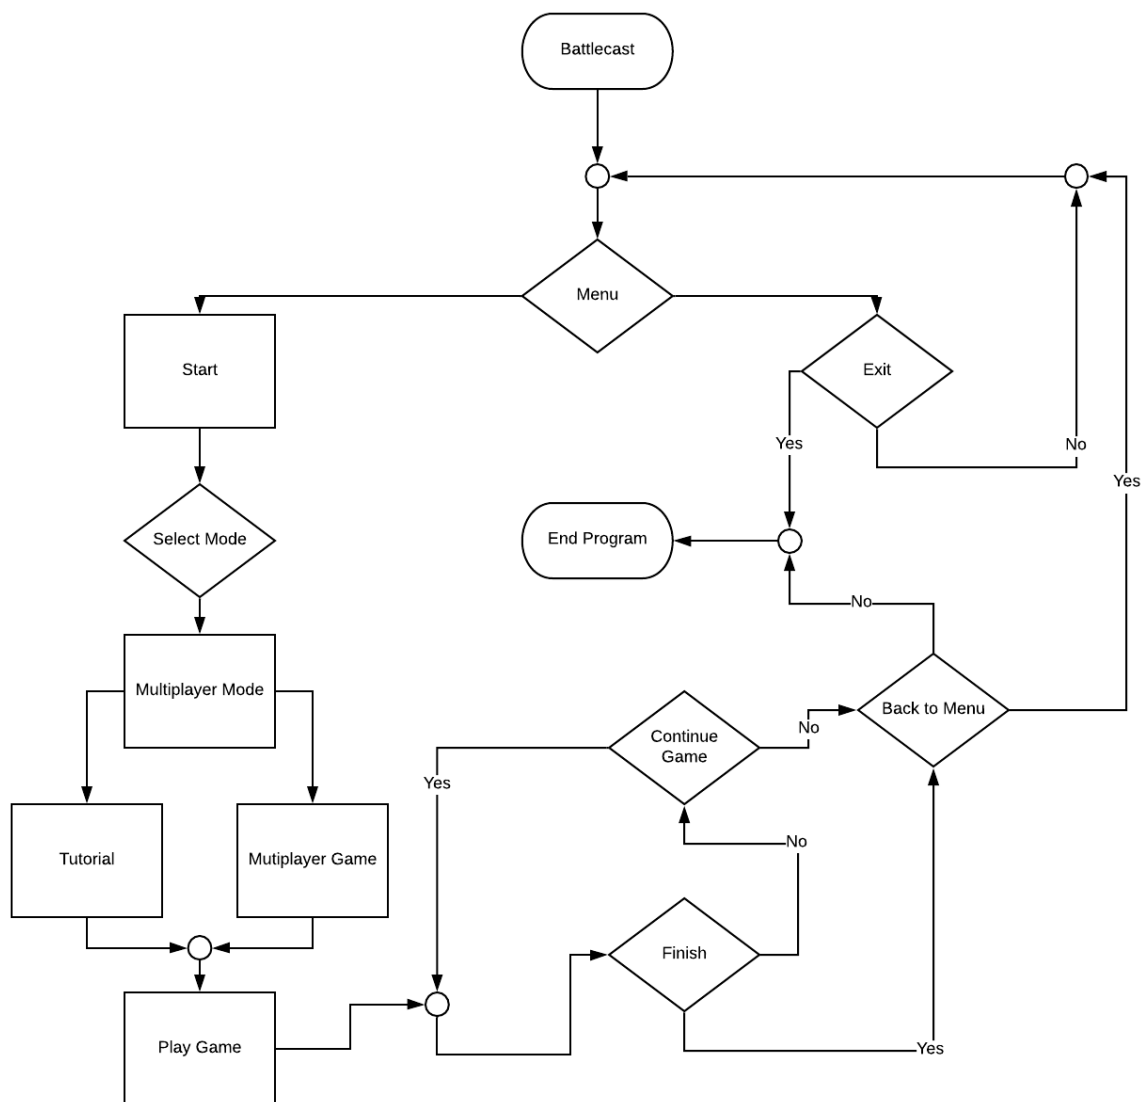 Battlecast
Menu
Start
Exit
No
Yes
Yes
Select Mode
End Program
No
Multiplayer Mode
Back to Menu
Continue
Game
No
Yes
Tutorial
Mutiplayer Game
No
Finish
Play Game
Yes